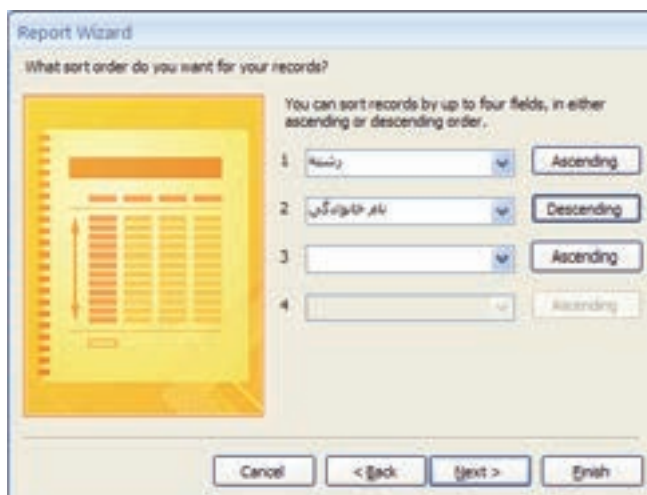 Report Wizard
What sort order do you want for your records?
You can sort records by up to four fields, in either
ascending or descending order.
1 رشته Ascending
2 نام خانوادگي Descending
3 Ascending
4 Ascending
Cancel < Back Next > Finish